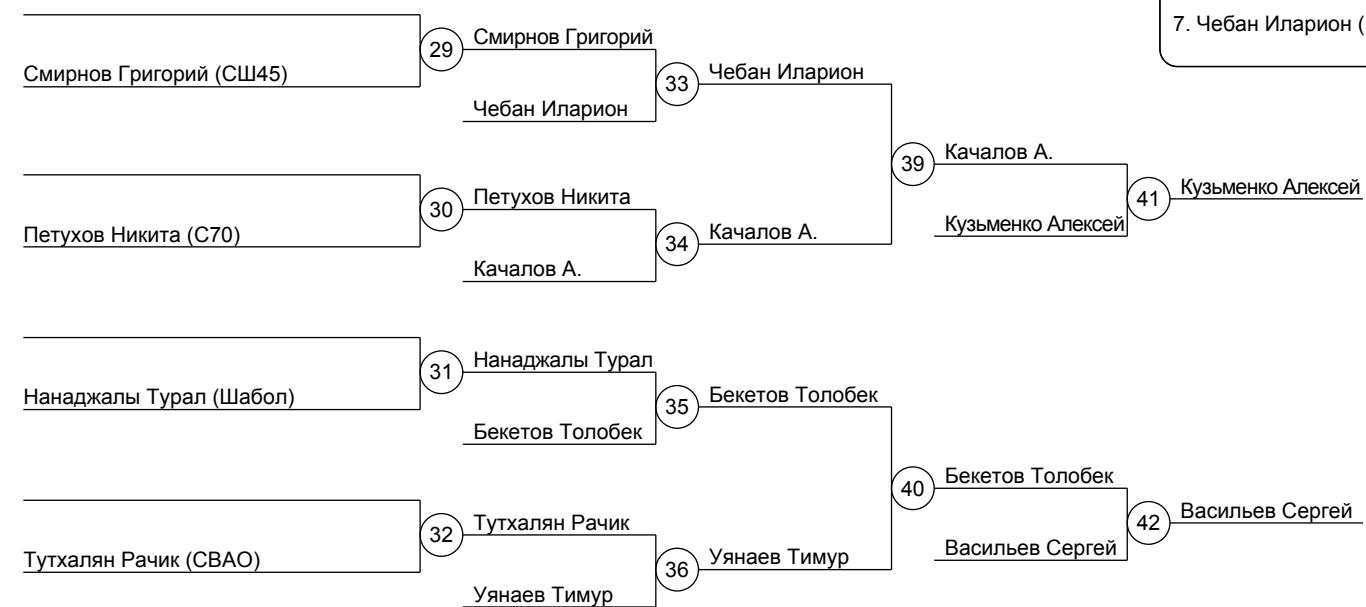 7. Чебан Иларион (
29
Смирнов Григорий
Смирнов Григорий (СШ45)
33
Чебан Иларион
Чебан Иларион
39
Качалов А.
30
Петухов Никита
41
Кузьменко Алексей
Петухов Никита (С70)
34
Качалов А.
Кузьменко Алексей
Качалов А.
31
Нанаджалы Турал
Нанаджалы Турал (Шабол)
35
Бекетов Толобек
Бекетов Толобек
40
Бекетов Толобек
32
Тутхалян Рачик
42
Васильев Сергей
Тутхалян Рачик (СВАО)
36
Уянаев Тимур
Васильев Сергей
Уянаев Тимур